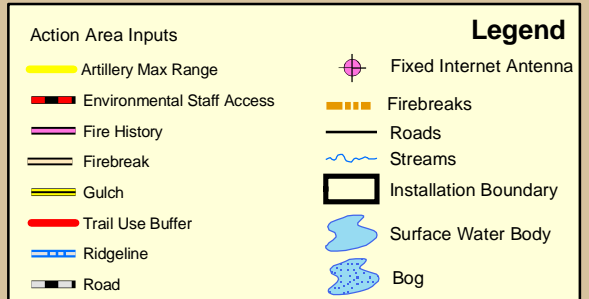 Legend
Action Area Inputs
Artillery Max Range
Environmental Staff Access
Fire History
Firebreak
Gulch
Trail Use Buffer
Ridgeline
Road
Fixed Internet Antenna
Firebreaks
Roads
Streams
Installation Boundary
Surface Water Body
Bog